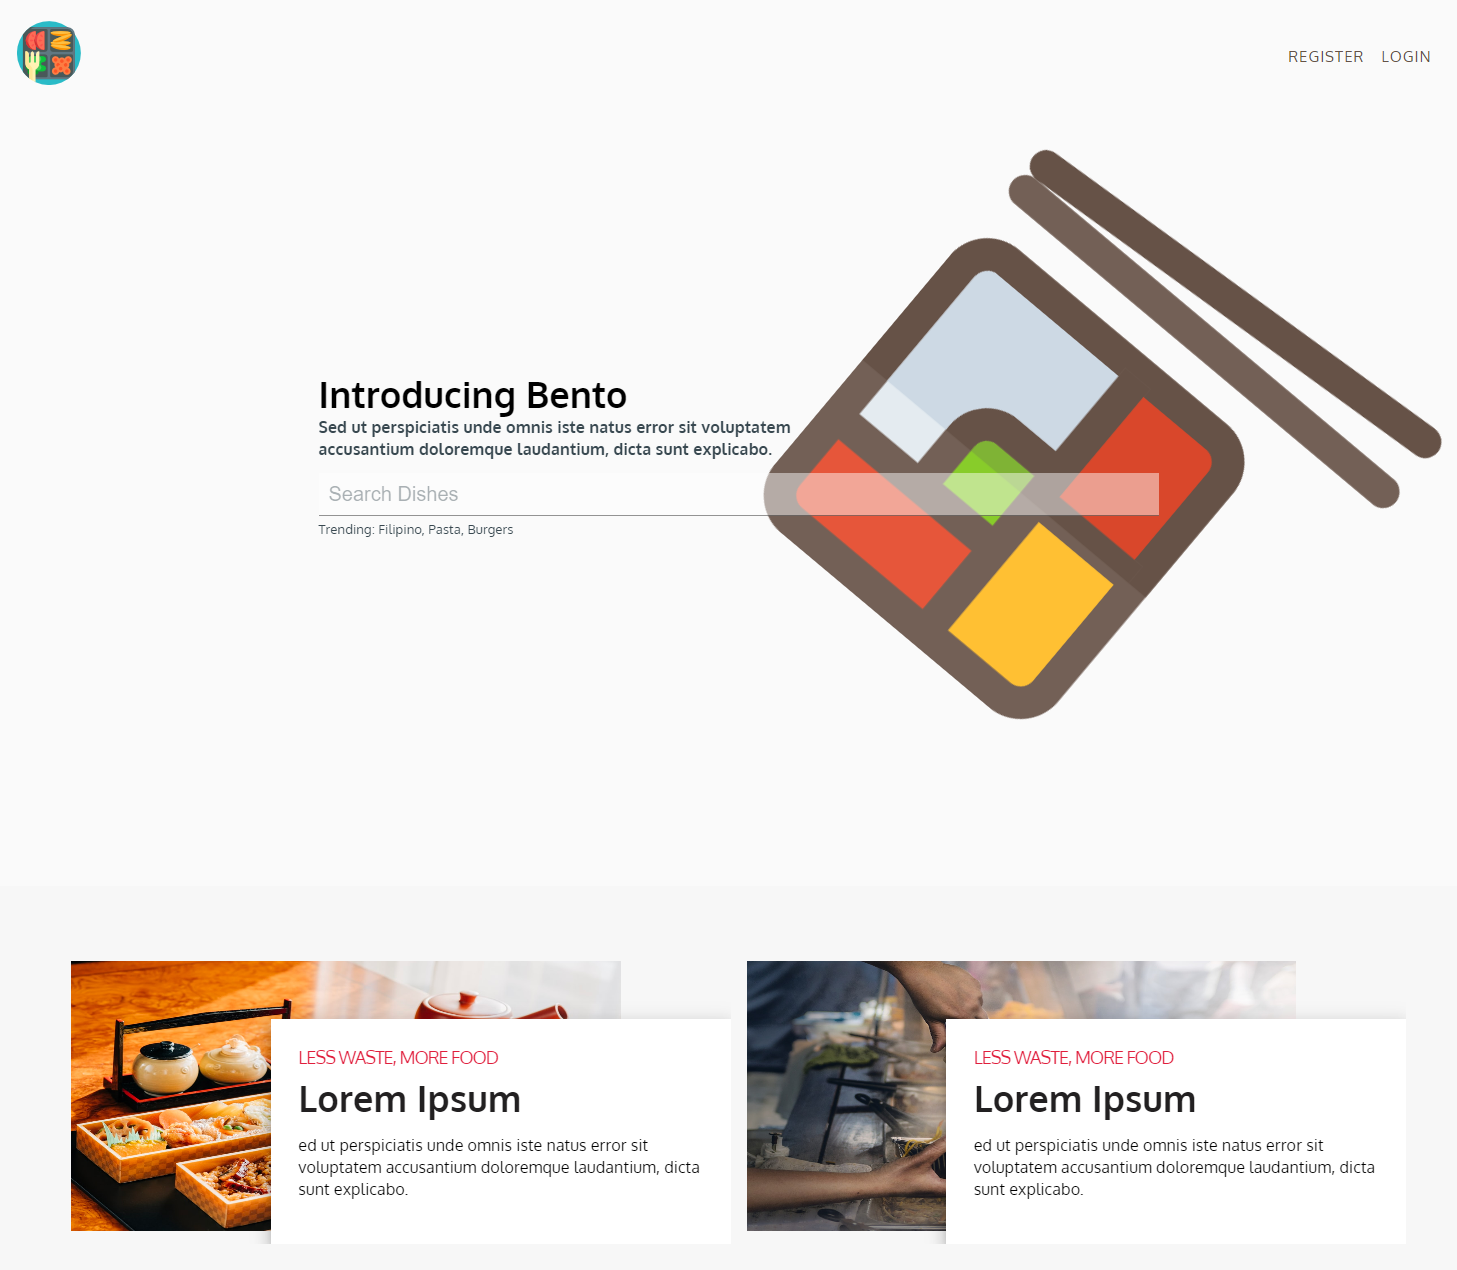 REGISTER LOGIN
Introducing Bento
Sed ut perspiciatis unde omnis iste natus error sit voluptatem
accusantium doloremque laudantium, dicta sunt explicabo.
Search Dishes
Trending: Filipino, Pasta, Burgers
LESS WASTE, MORE FOOD
Lorem Ipsum
ed ut perspiciatis unde omnis iste natus error sit
voluptatem accusantium doloremque laudantium, dicta
sunt explicabo.
LESS WASTE, MORE FOOD
Lorem Ipsum
ed ut perspiciatis unde omnis iste natus error sit
voluptatem accusantium doloremque laudantium, dicta
sunt explicabo.